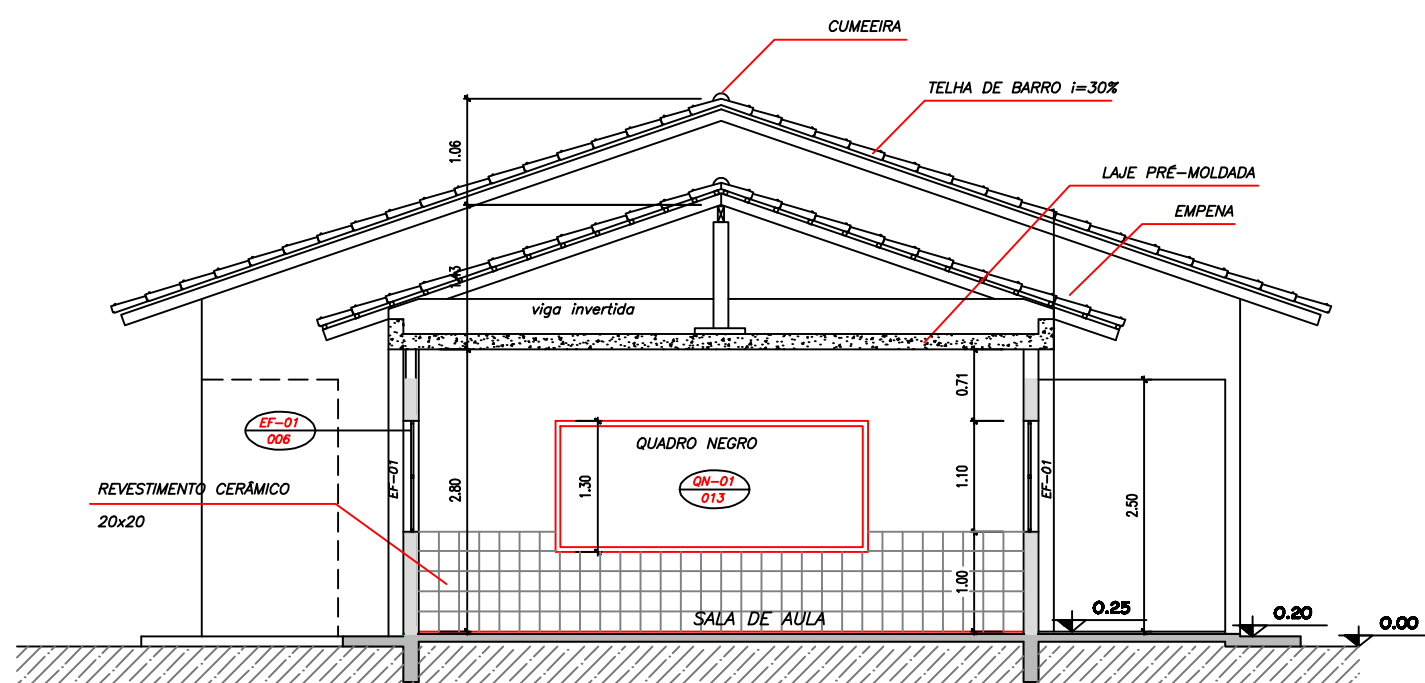 CUMEEIRA
TELHA DE BARRO i=30%
1.06
LAJE PRÉ-MOLDADA
EMPENA
viga invertida
0.71
EF-01
006
QUADRO NEGRO
QN-01
013
1.30
2.80
1.10
EF-01
EF-01
2.50
REVESTIMENTO CERÂMICO
20x20
1.00
SALA DE AULA
0.25
0.20
0.00